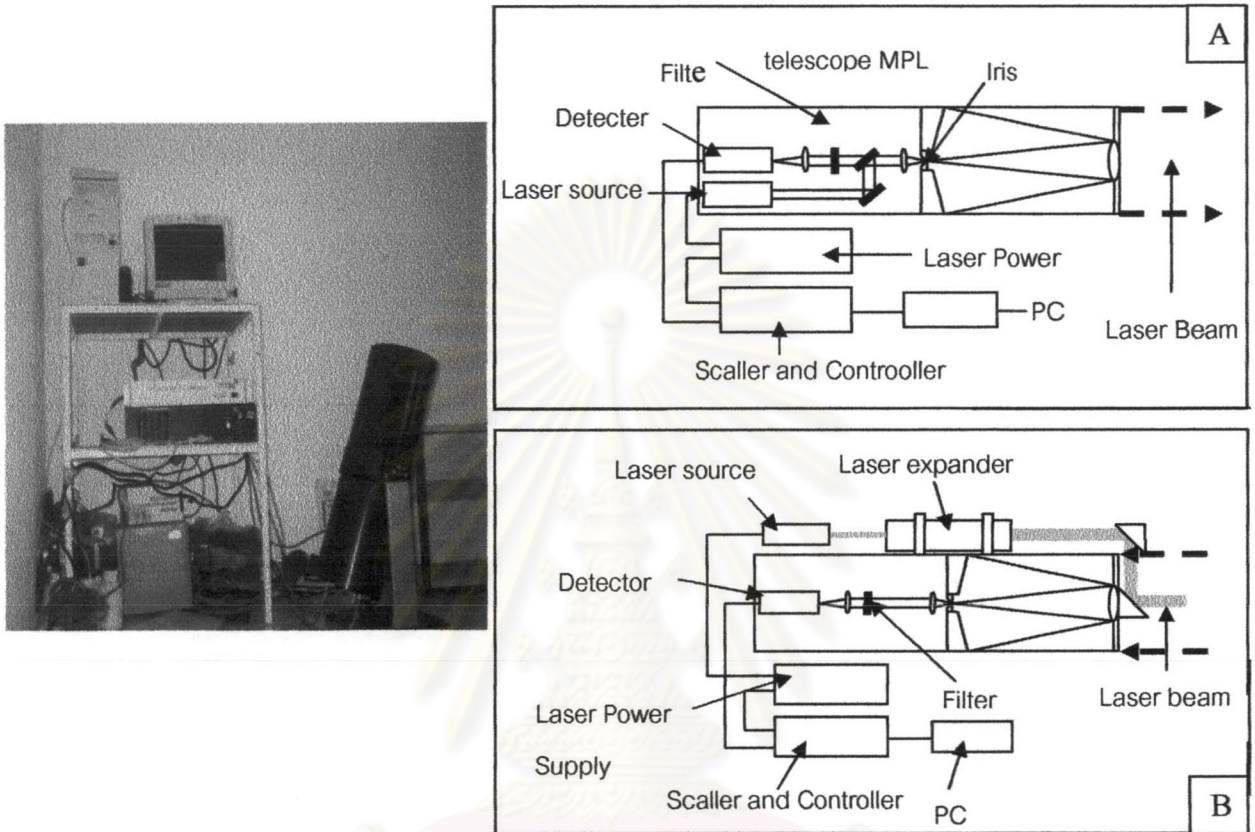 A
telescope MPL
Filte
Iris
Detecter
Laser source
Laser Power
PC
Laser Beam
Scaller and Controoller
Laser source
Laser expander
Detector
Filter
Laser beam
Laser Power
Supply
Scaller and Controller
PC
B